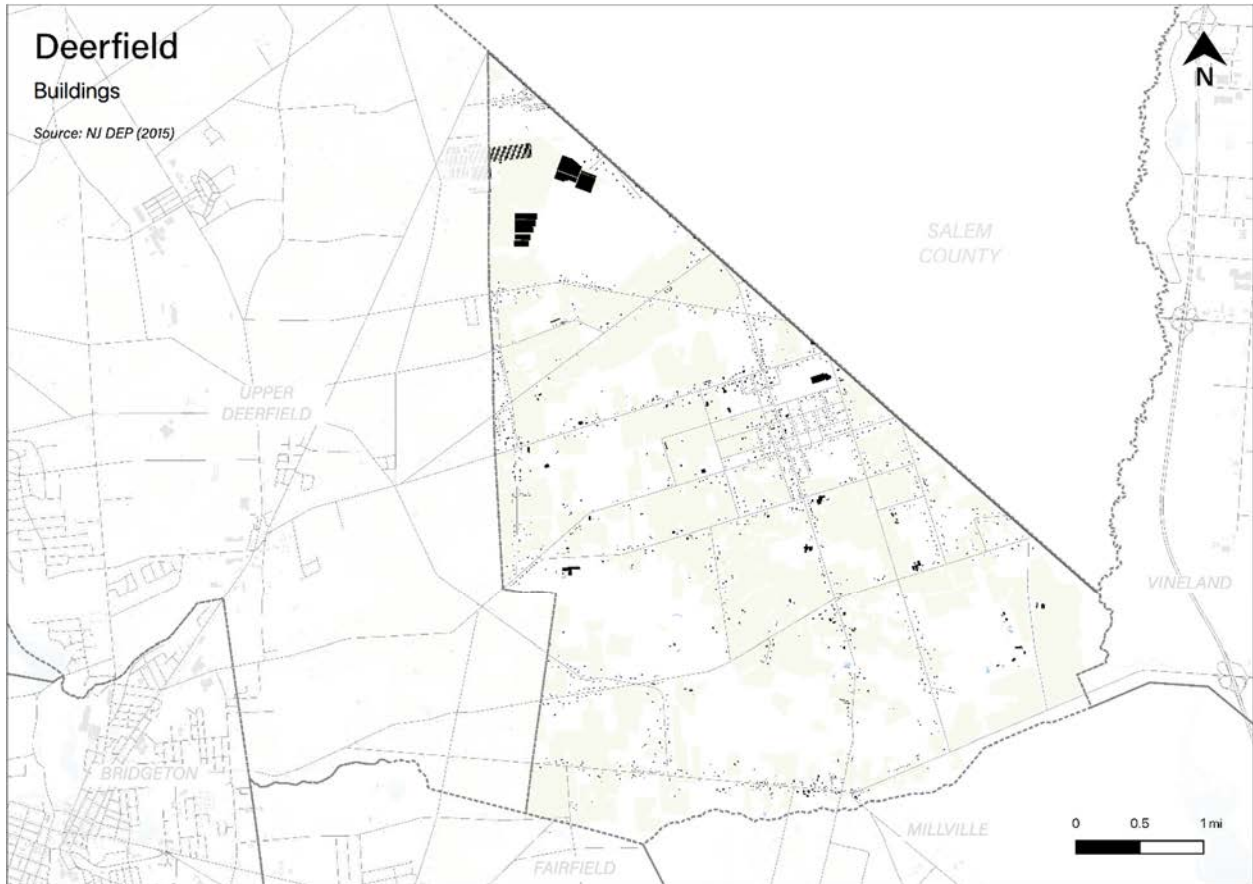 Deerfield
Buildings
Source: NJ DEP (2015)
N
SALEM
COUNTY
UPPER
DEERFIELD
VINELAND
BRIDGETON
MILLVILLE
FAIRFIELD
0 0.5 1 mi